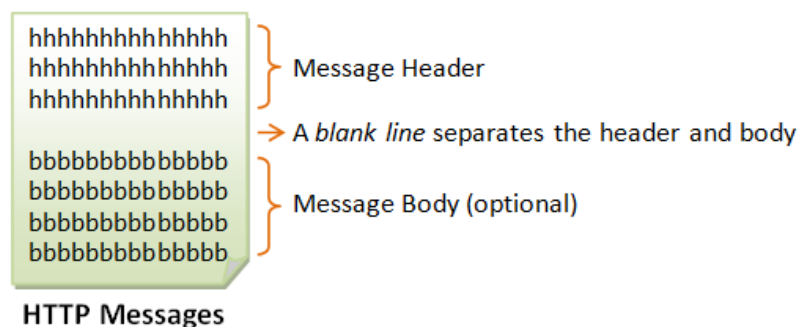 hhhhhhhhhhhhhh
hhhhhhhhhhhhhh
hhhhhhhhhhhhhh
Message Header
A blank line separates the header and body
bbbbbbbbbbbbbb
bbbbbbbbbbbbbb
bbbbbbbbbbbbbb
bbbbbbbbbbbbbb
Message Body (optional)
HTTP Messages